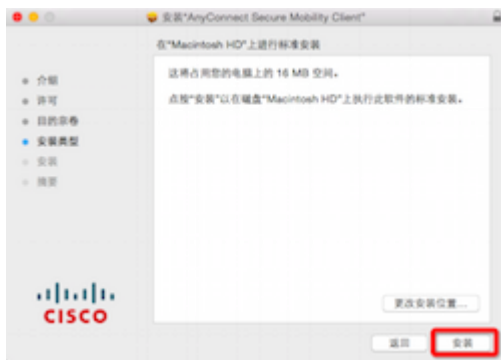 安装"AnyConnect Secure Mobility Client"
在"Macintosh HD"上进行标准安装
介绍
许可
目的宗卷
安装类型
安装
摘要
这将占用您的电脑上的 16 MB 空间。
点按"安装"以在磁盘"Macintosh HD"上执行此软件的标准安装。
CISCO
更改安装位置...
返回
安装